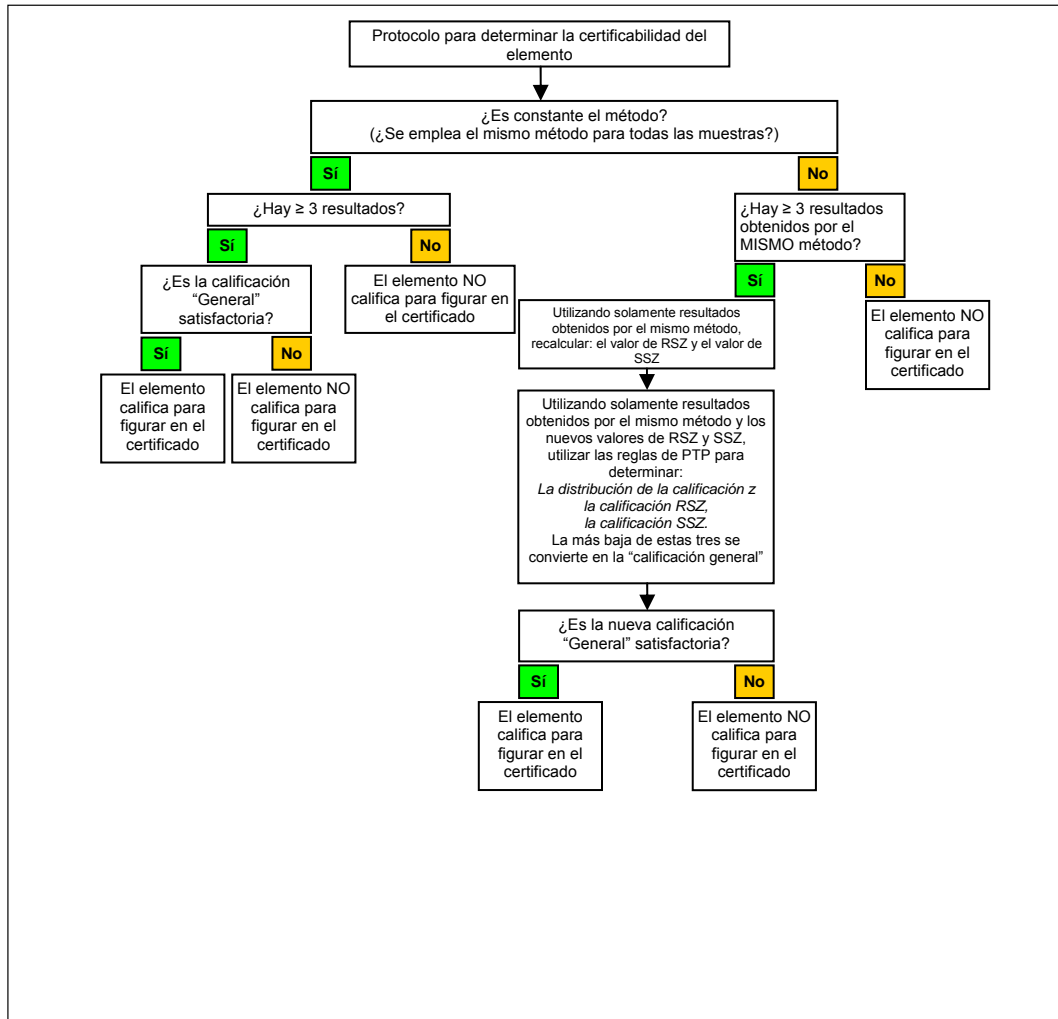 Protocolo para determinar la certificabilidad del
elemento
¿Es constante el método?
(¿Se emplea el mismo método para todas las muestras?)
Sí
No
¿Hay ≥ 3 resultados?
¿Hay ≥ 3 resultados
obtenidos por el
MISMO método?
Sí
No
Sí
No
¿Es la calificación
“General”
satisfactoria?
El elemento NO
califica para figurar en
el certificado
Utilizando solamente resultados
obtenidos por el mismo método,
recalcular: el valor de RSZ y el valor de
SSZ
El elemento NO
califica para
figurar en el
certificado
Sí
No
El elemento
califica para
figurar en el
certificado
El elemento NO
califica para
figurar en el
certificado
Utilizando solamente resultados
obtenidos por el mismo método y los
nuevos valores de RSZ y SSZ,
utilizar las reglas de PTP para
determinar:
La distribución de la calificación z
la calificación RSZ,
la calificación SSZ.
La más baja de estas tres se
convierte en la “calificación general”
¿Es la nueva calificación
“General” satisfactoria?
Sí
No
El elemento
califica para
figurar en el
certificado
El elemento NO
califica para
figurar en el
certificado